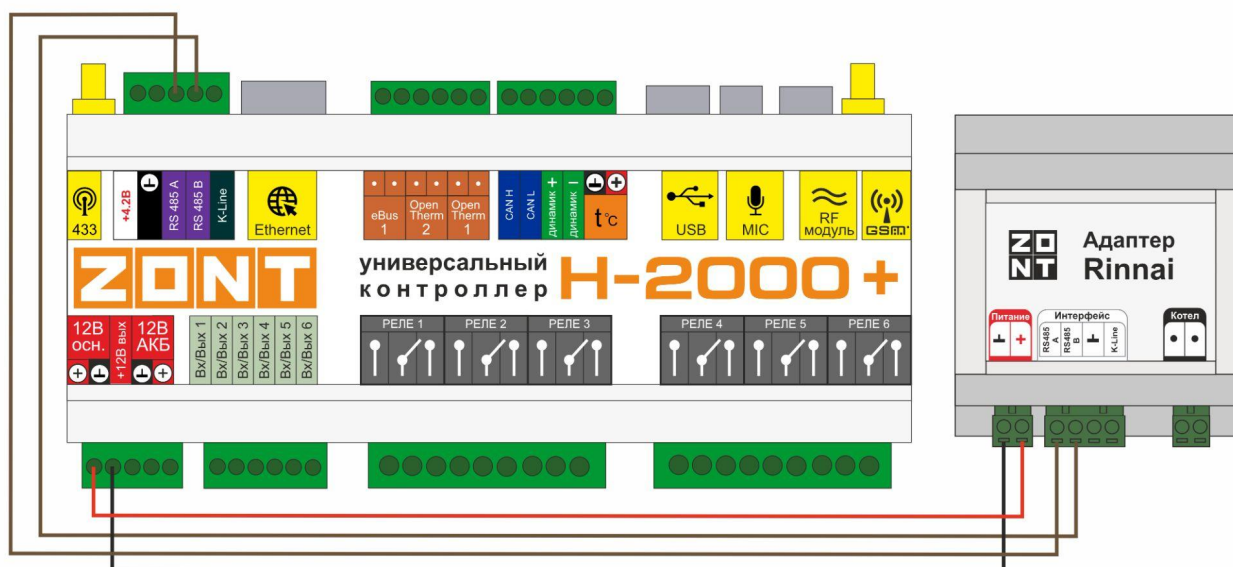 433
+4.2В
RS 485 A
RS 485 B
K-Line
Ethernet
eBus
1
Open
Therm
2
Open
Therm
1
CAN H
CAN L
динамик +
динамик −
t°C
USB
MIC
RF
модуль
GSM
ZONT
универсальный
контроллер
H-2000+
12В
осн.
+12В вых
12В
АКБ
Вх/Вых 1
Вх/Вых 2
Вх/Вых 3
Вх/Вых 4
Вх/Вых 5
Вх/Вых 6
РЕЛЕ 1
РЕЛЕ 2
РЕЛЕ 3
РЕЛЕ 4
РЕЛЕ 5
РЕЛЕ 6
ZONT
Адаптер
Rinnai
Питание
Интерфейс
RS485
A
RS485
B
K-Line
Котел